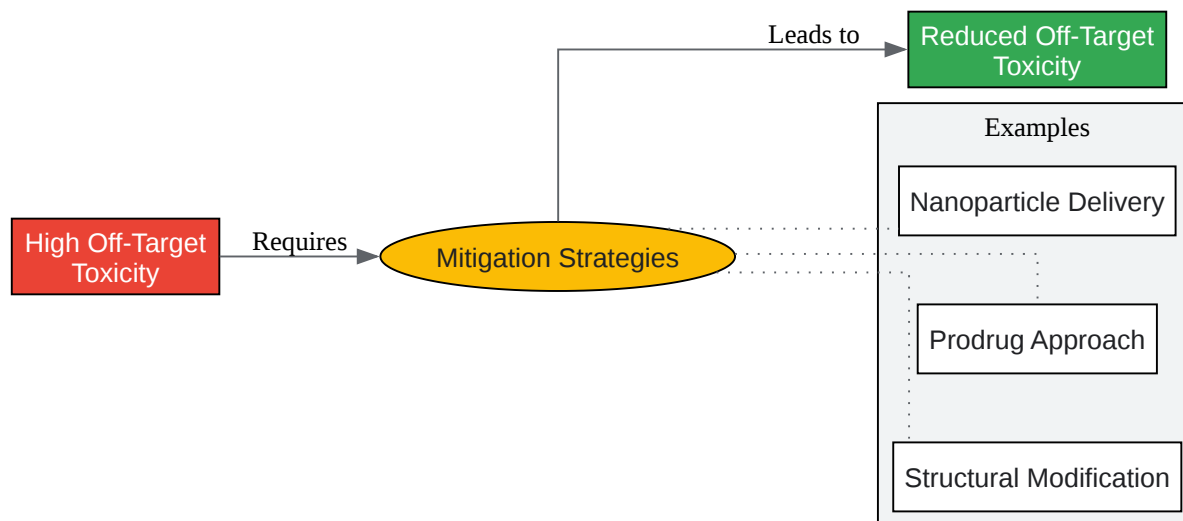 Leads to
Reduced Off-Target
Toxicity
Examples
Nanoparticle Delivery
High Off-Target
Toxicity
Requires
Mitigation Strategies
Prodrug Approach
Structural Modification